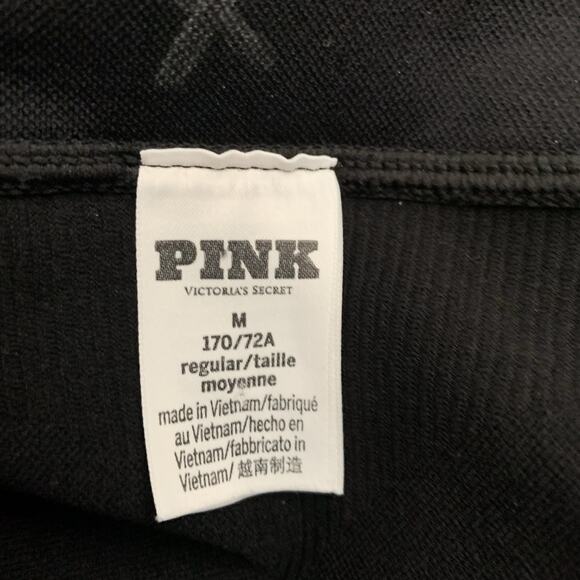 PINK
VICTORIA'S SECRET
M
170/72A
regular/taille
moyenne
made in Vietnam/fabriqué
au Vietnam/hecho en
Vietnam/fabbricato in
Vietnam/ 越南制造